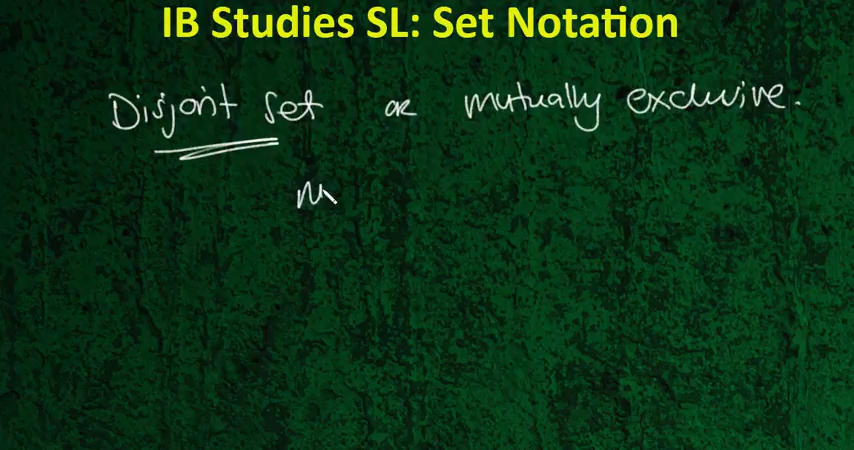 IB Studies SL: Set Notation
Disjoint Set or mutually exclusive.